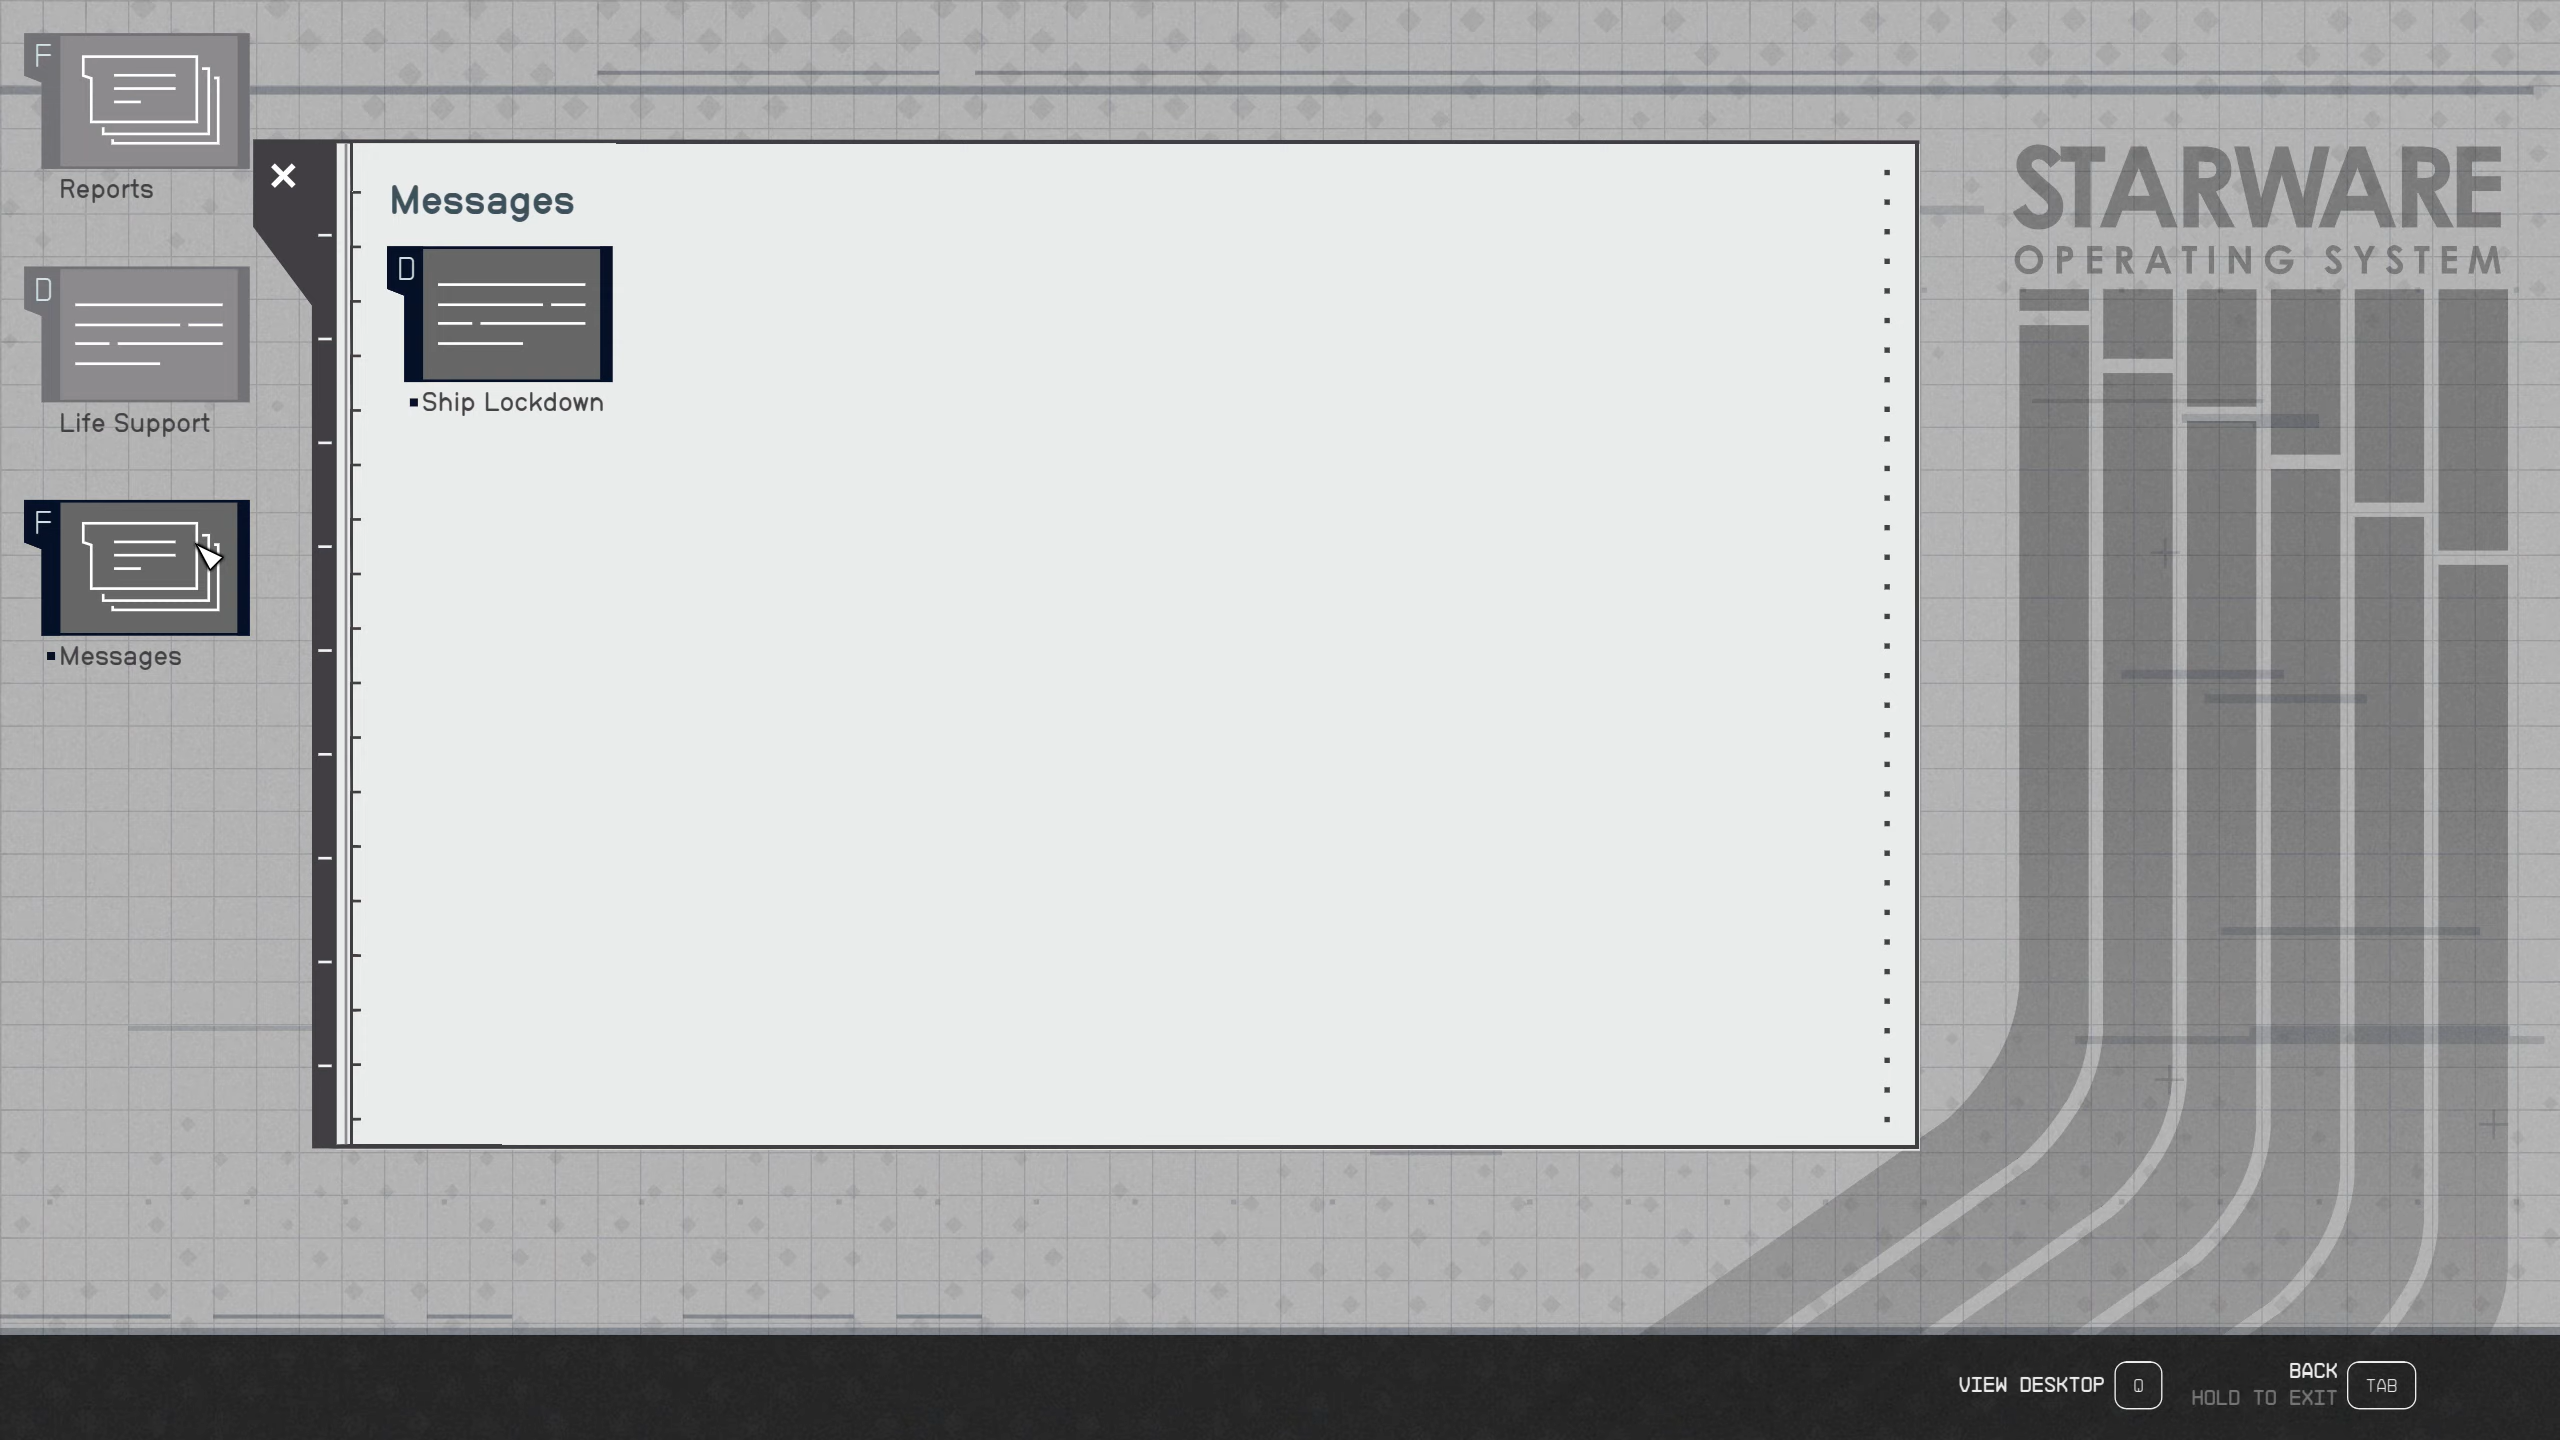 F
Reports
D
Life Support
F
Messages
Messages
D
Ship Lockdown
STARWARE
OPERATING SYSTEM
VIEW DESKTOP Q
BACK
HOLD TO EXIT TAB